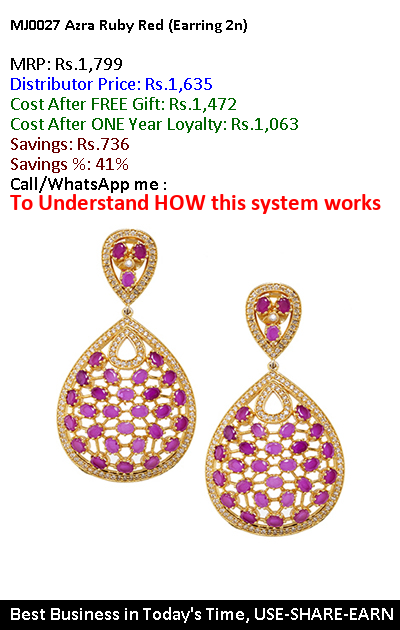 MJ0027 Azra Ruby Red (Earring 2n)
MRP: Rs.1,799
Distributor Price: Rs.1,635
Cost After FREE Gift: Rs.1,472
Cost After ONE Year Loyalty: Rs.1,063
Savings: Rs.736
Savings %: 41%
Call/WhatsApp me :
To Understand HOW this system works
Best Business in Today's Time, USE-SHARE-EARN